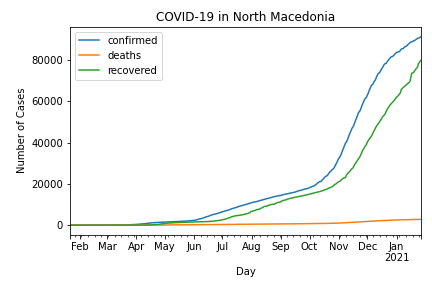 COVID-19 in North Macedonia
confirmed
deaths
recovered
Number of Cases
80000
60000
40000
20000
0
Feb Mar Apr May Jun Jul Aug Sep Oct Nov Dec Jan
2021
Day